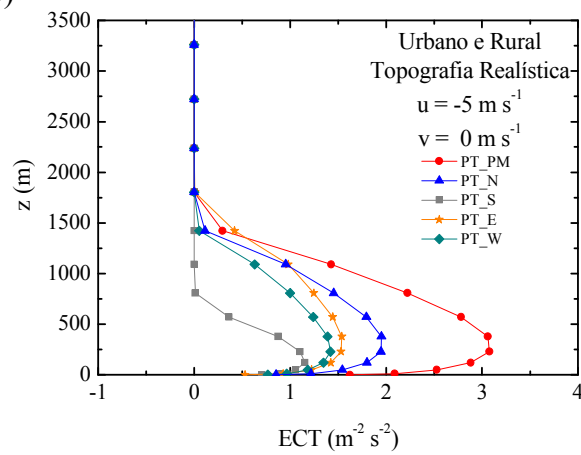 )
3500
3000
2500
2000
1500
1000
500
0
z (m)
Urbano e Rural
Topografia Realística
u = -5 m s⁻¹
v = 0 m s⁻¹
PT_PM
PT_N
PT_S
PT_E
PT_W
-1 0 1 2 3 4
ECT (m⁻² s⁻²)